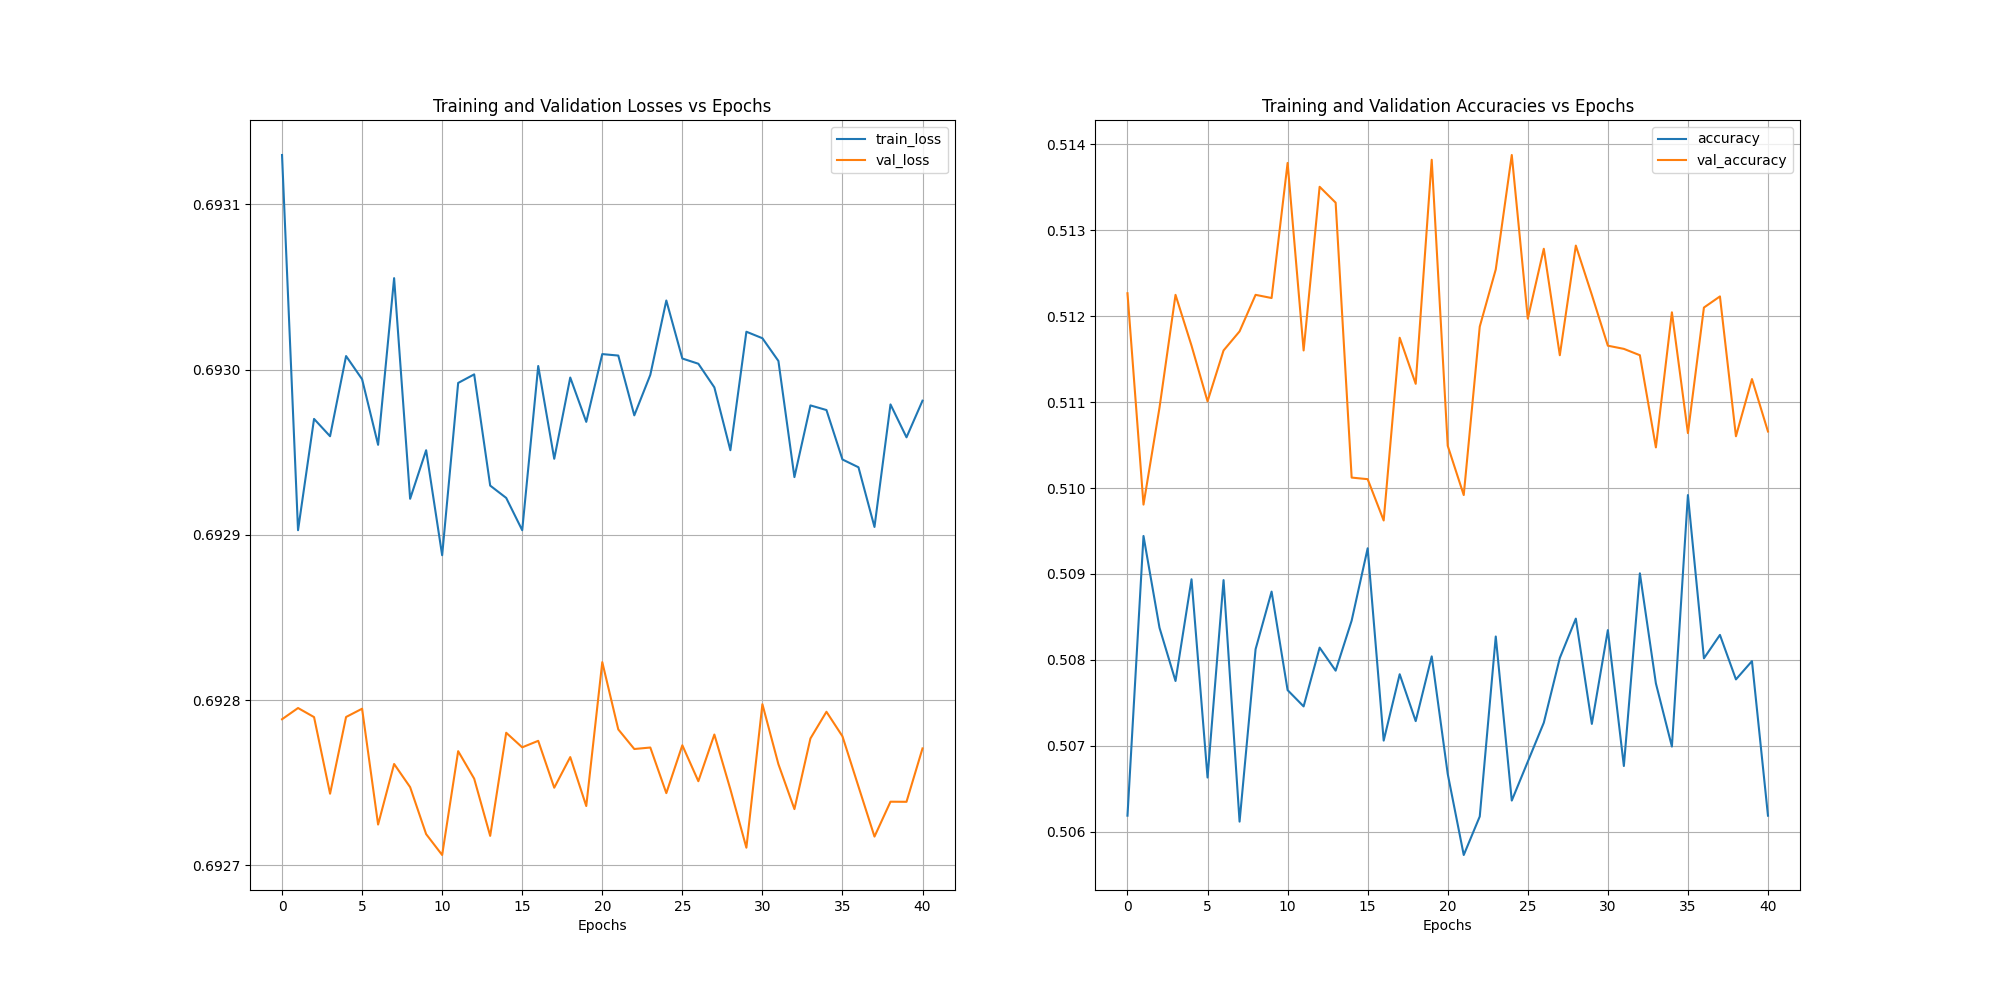 Training and Validation Losses vs Epochs
train_loss
val_loss
0.6931
0.6930
0.6929
0.6928
0.6927
0 5 10 15 20 25 30 35 40
Epochs
Training and Validation Accuracies vs Epochs
accuracy
val_accuracy
0.514
0.513
0.512
0.511
0.510
0.509
0.508
0.507
0.506
0 5 10 15 20 25 30 35 40
Epochs